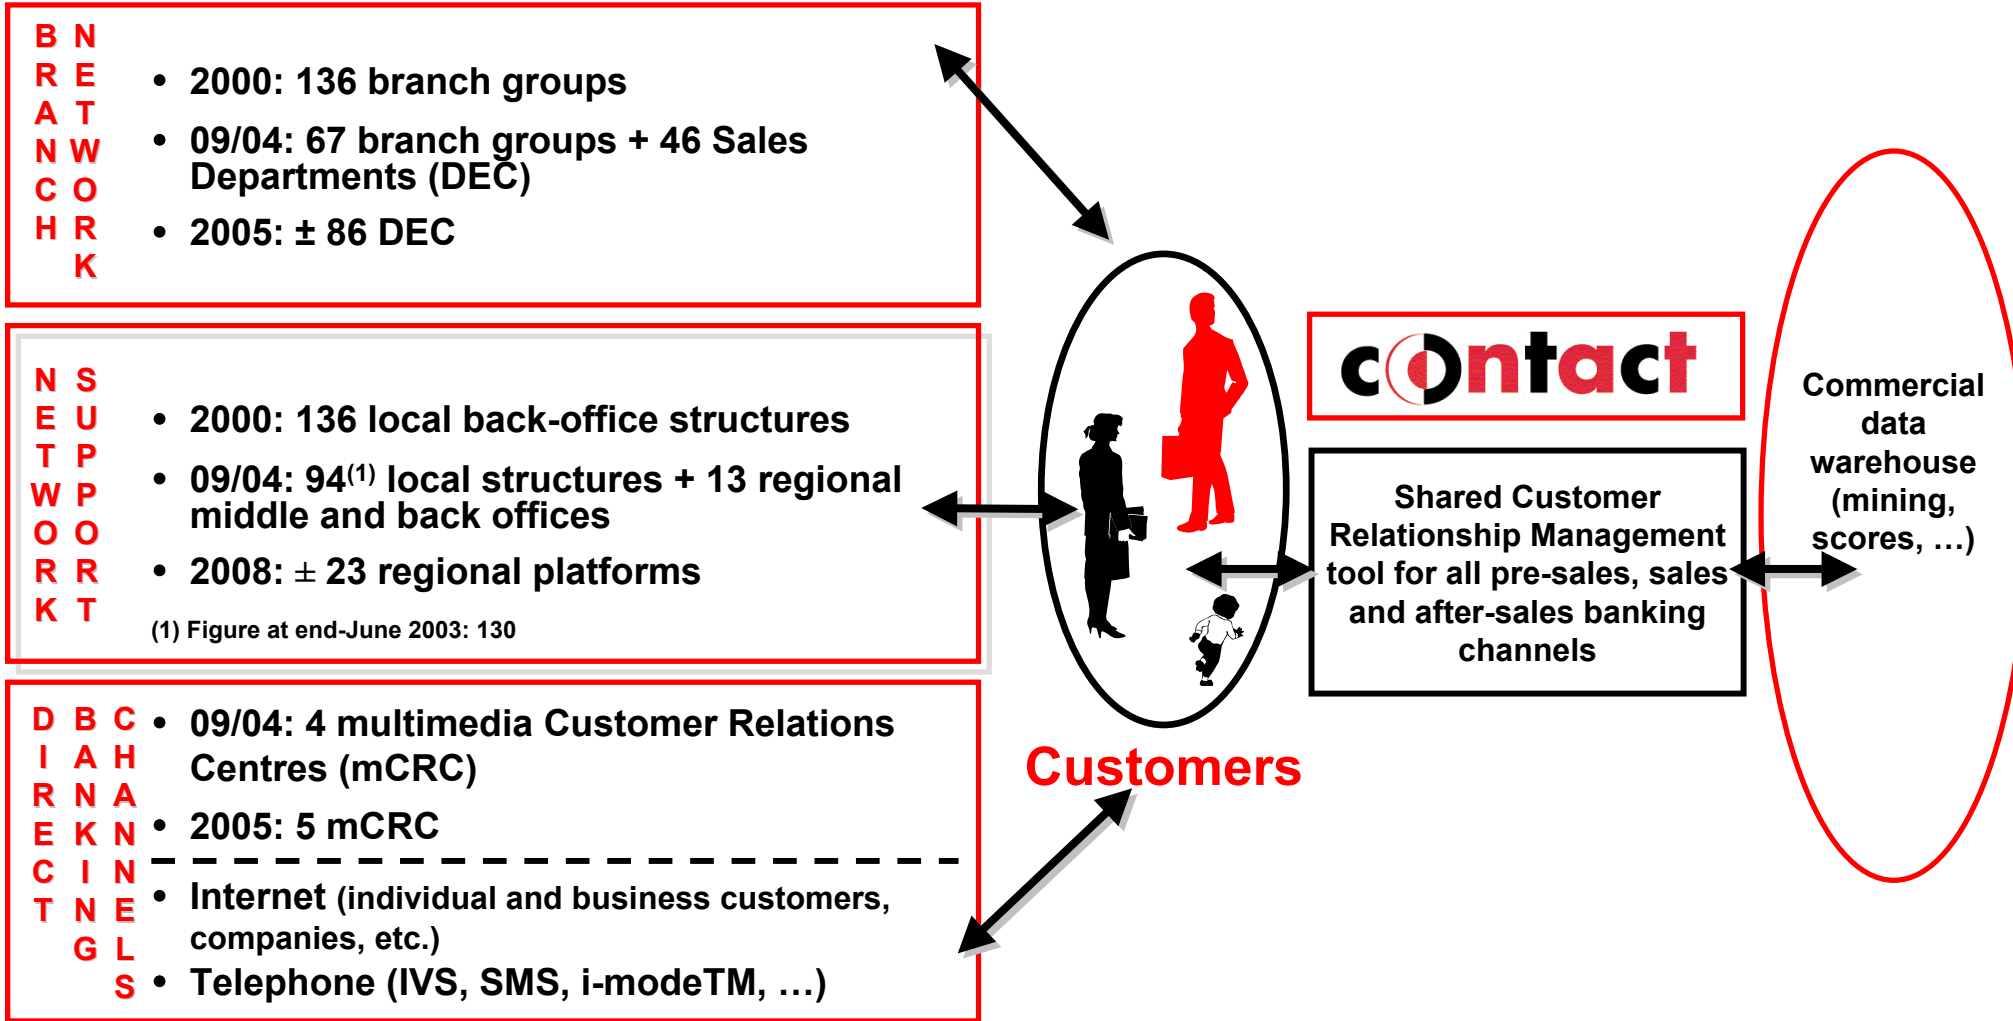 BRANCH NETWORK
• 2000: 136 branch groups
• 09/04: 67 branch groups + 46 Sales
Departments (DEC)
• 2005: ± 86 DEC
NETWORK SUPPORT
• 2000: 136 local back-office structures
• 09/04: 94(1) local structures + 13 regional
middle and back offices
• 2008: ± 23 regional platforms
(1) Figure at end-June 2003: 130
DIRECT BANKING CHANNELS
• 09/04: 4 multimedia Customer Relations
Centres (mCRC)
• 2005: 5 mCRC
• Internet (individual and business customers,
companies, etc.)
• Telephone (IVS, SMS, i-modeTM, …)
Customers
contact
Shared Customer
Relationship Management
tool for all pre-sales, sales
and after-sales banking
channels
Commercial
data
warehouse
(mining,
scores, …)